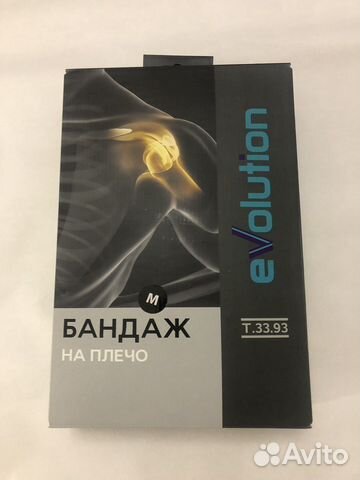 M
БАНДАЖ
НА ПЛЕЧО
evolution
Т.33.93
Avito